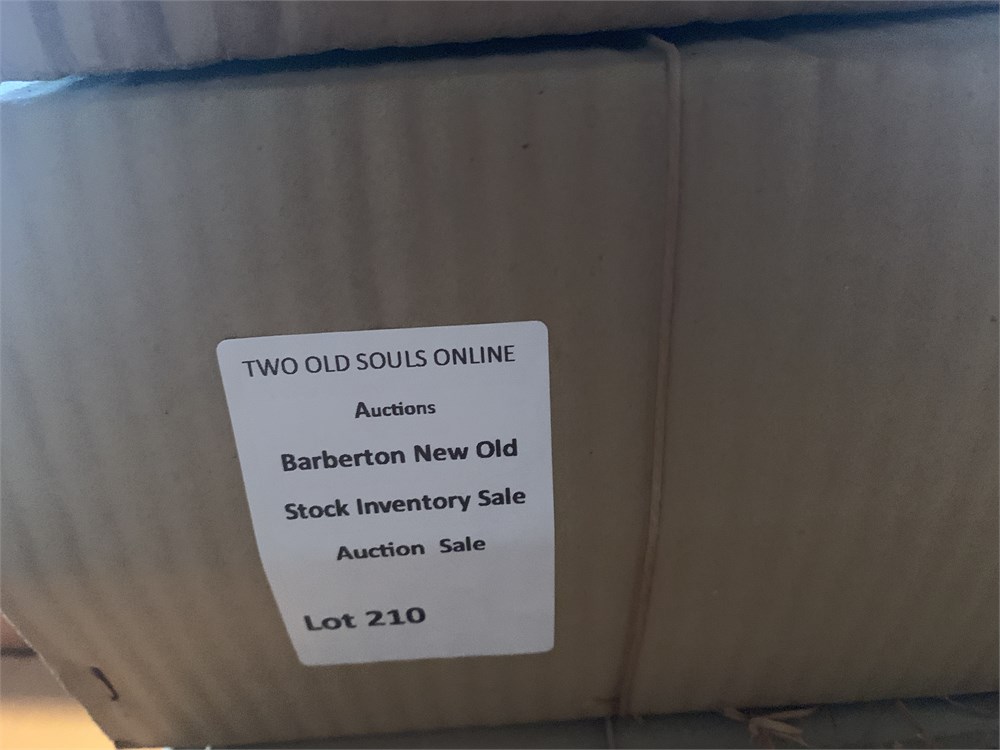 TWO OLD SOULS ONLINE
Auctions
Barberton New Old
Stock Inventory Sale
Auction Sale
Lot 210